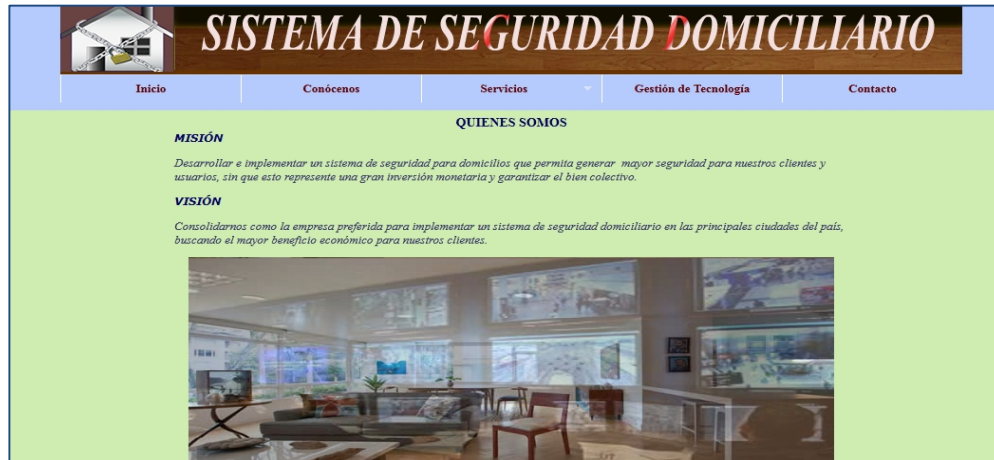 SISTEMA DE SEGURIDAD DOMICILIARIO
Inicio Conócenos Servicios Gestión de Tecnología Contacto
QUIENES SOMOS
MISIÓN
Desarrollar e implementar un sistema de seguridad para domicilios que permita generar mayor seguridad para nuestros clientes y
usuarios, sin que esto represente una gran inversión monetaria y garantizar el bien colectivo.
VISIÓN
Consolidarnos como la empresa preferida para implementar un sistema de seguridad domiciliario en las principales ciudades del país,
buscando el mayor beneficio económico para nuestros clientes.